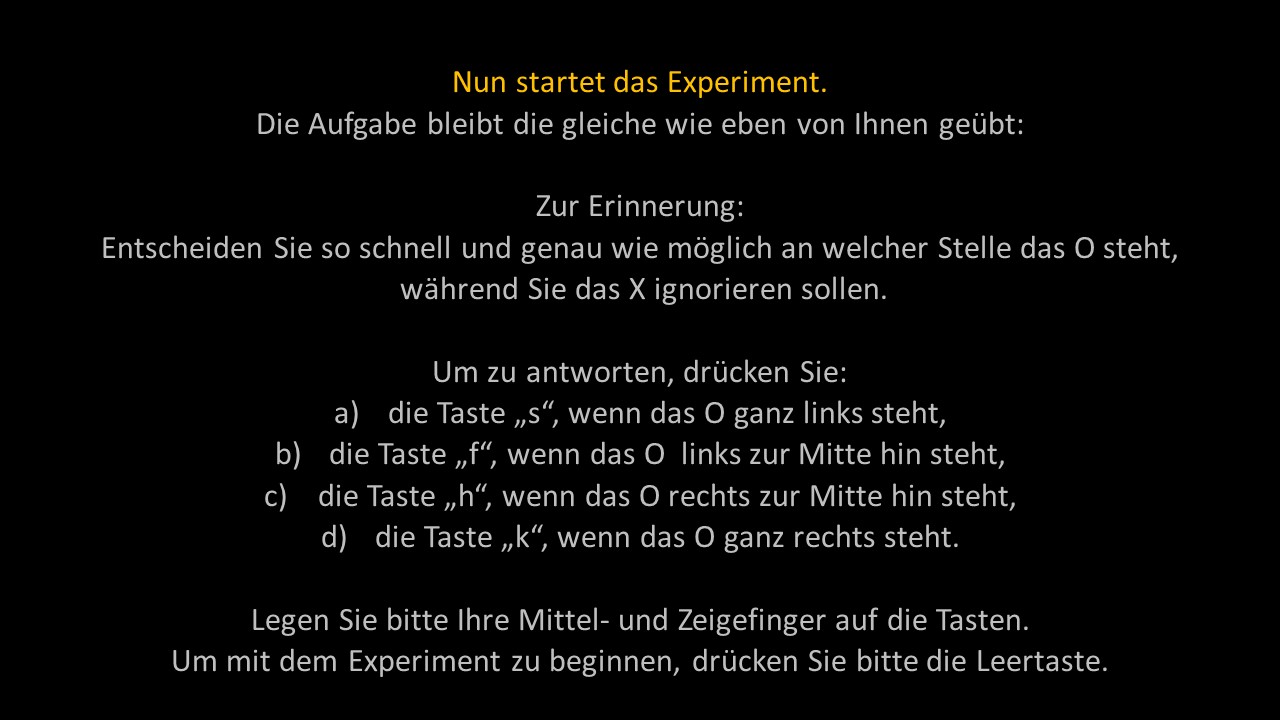 Nun startet das Experiment.
Die Aufgabe bleibt die gleiche wie eben von Ihnen geübt:
Zur Erinnerung:
Entscheiden Sie so schnell und genau wie möglich an welcher Stelle das O steht,
während Sie das X ignorieren sollen.
Um zu antworten, drücken Sie:
a) die Taste „s“, wenn das O ganz links steht,
b) die Taste „f“, wenn das O links zur Mitte hin steht,
c) die Taste „h“, wenn das O rechts zur Mitte hin steht,
d) die Taste „k“, wenn das O ganz rechts steht.
Legen Sie bitte Ihre Mittel- und Zeigefinger auf die Tasten.
Um mit dem Experiment zu beginnen, drücken Sie bitte die Leertaste.